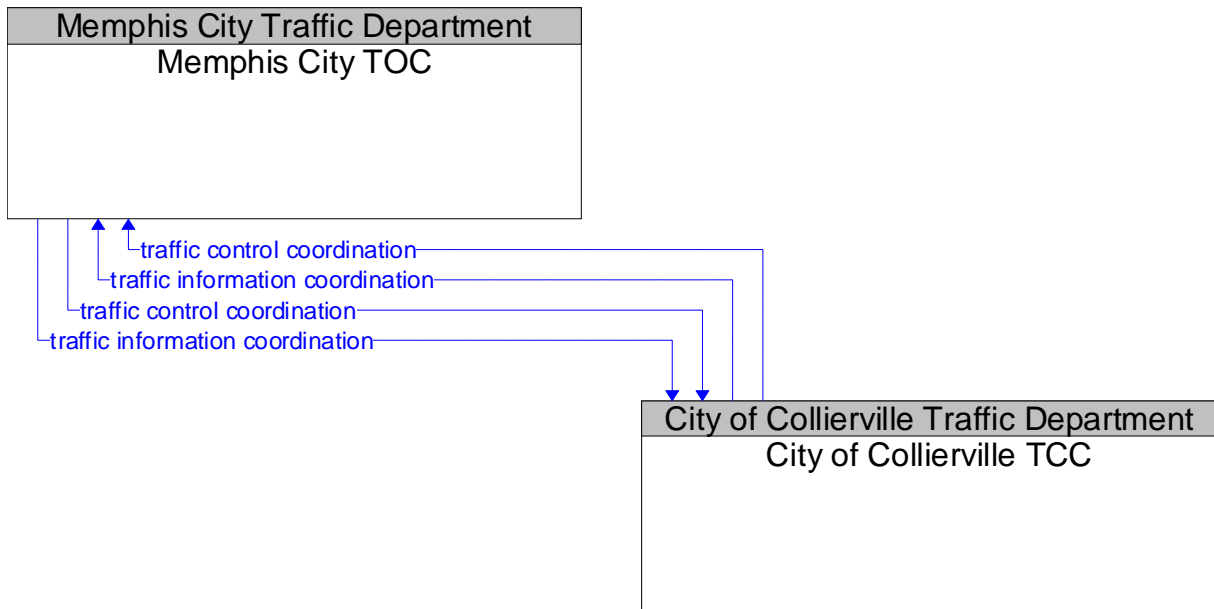 Memphis City Traffic Department
Memphis City TOC
traffic control coordination
traffic information coordination
traffic control coordination
traffic information coordination
City of Collierville Traffic Department
City of Collierville TCC